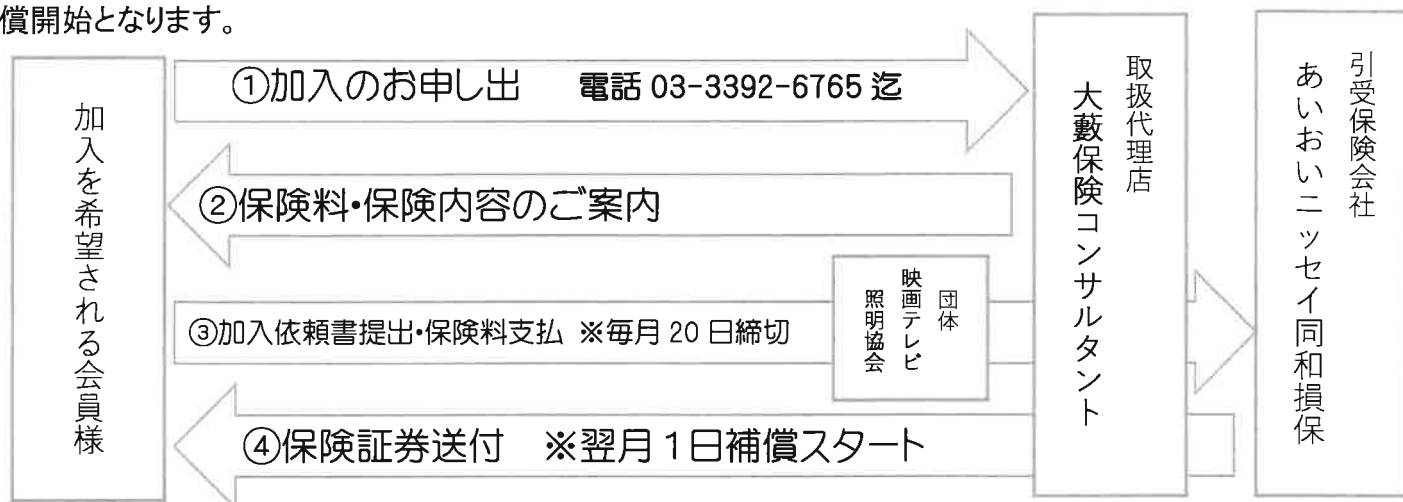 償開始となります。
加入を希望される会員様
①加入のお申し出　電話 03-3392-6765 迄
②保険料・保険内容のご案内
③加入依頼書提出・保険料支払 ※毎月 20 日締切
④保険証券送付　※翌月１日補償スタート
団体
映画テレビ
照明協会
取扱代理店
大藪保険コンサルタント
引受保険会社
あいおいニッセイ同和損保